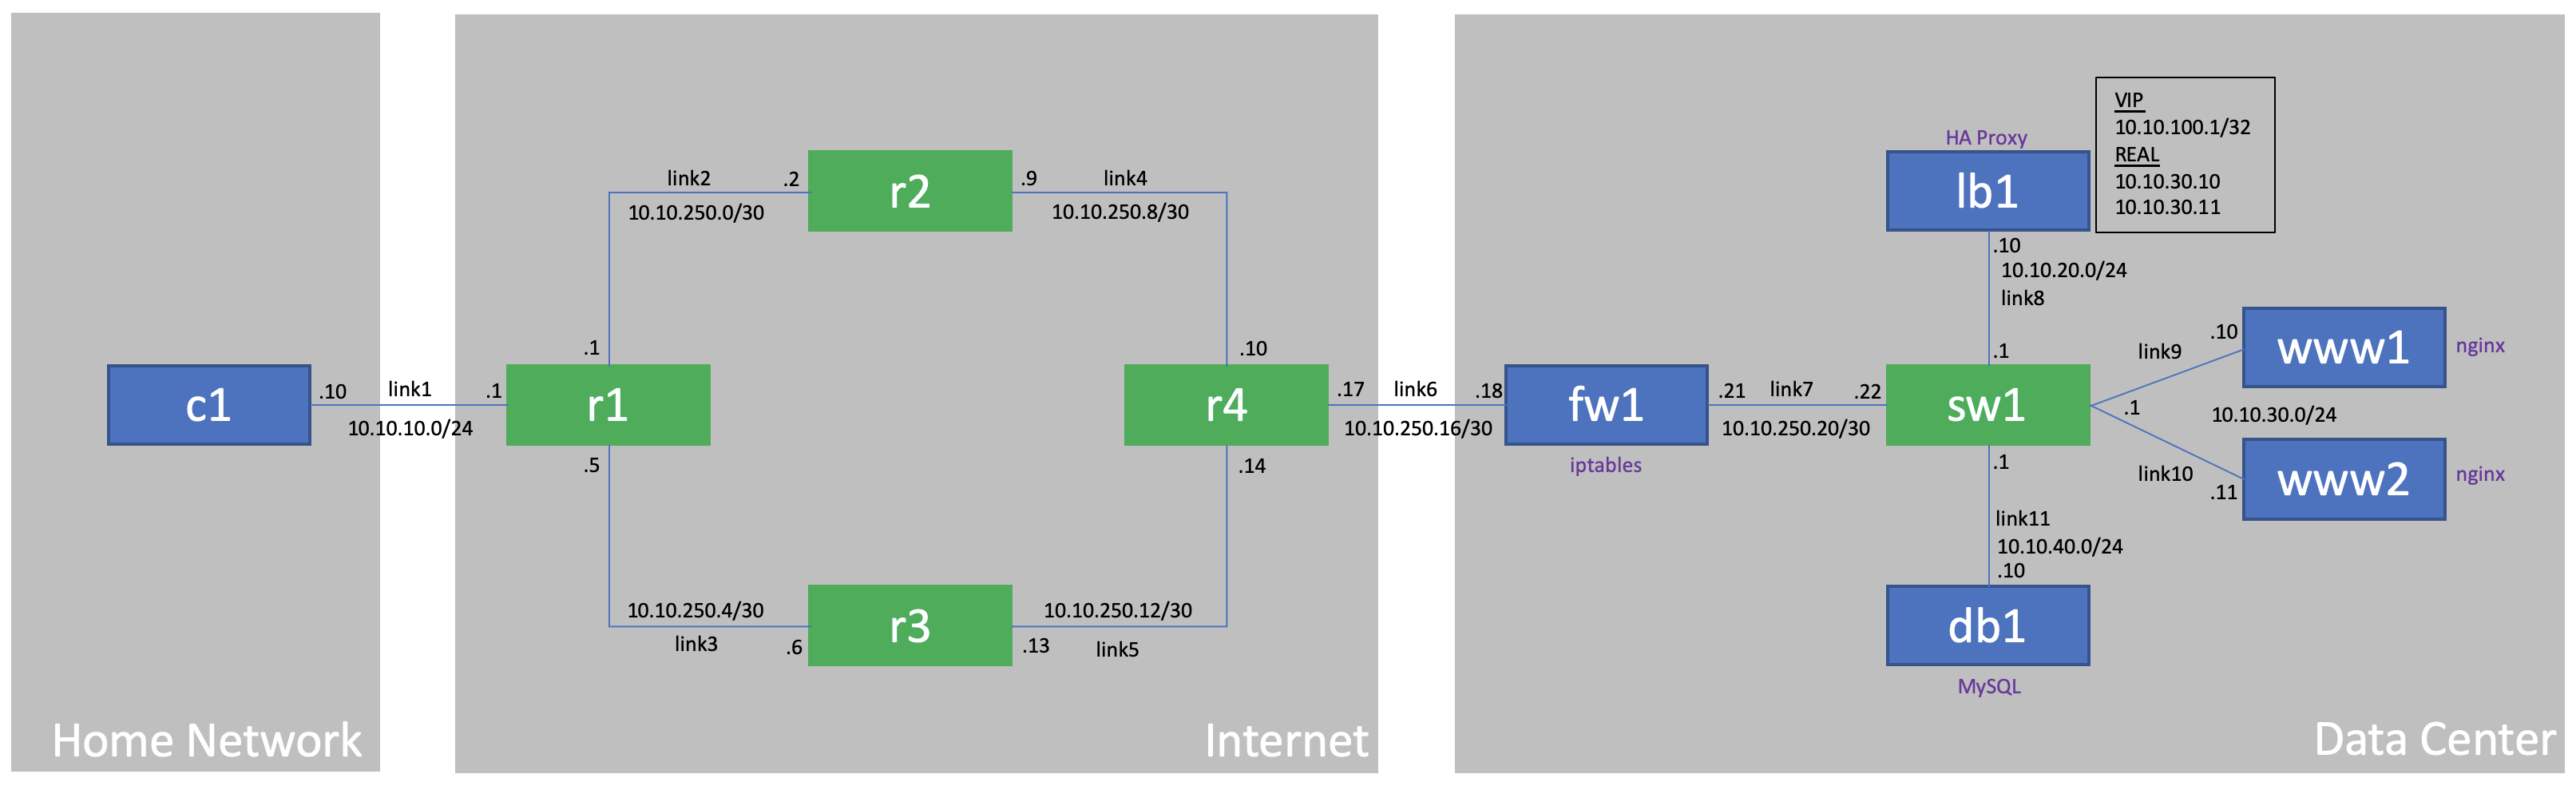 Home Network
c1
.10
link1
.1
10.10.10.0/24
Internet
r1
.1
.5
link2
.2
10.10.250.0/30
r2
.9
link4
10.10.250.8/30
.10
10.10.250.4/30
link3
.6
r3
.13
10.10.250.12/30
link5
.14
r4
.17
link6
.18
10.10.250.16/30
Data Center
fw1
iptables
.21
link7
.22
10.10.250.20/30
sw1
HA Proxy
lb1
VIP
10.10.100.1/32
REAL
10.10.30.10
10.10.30.11
.10
10.10.20.0/24
link8
.1
link9
.10
www1
nginx
.1
10.10.30.0/24
link10
.11
www2
nginx
.1
link11
10.10.40.0/24
.10
db1
MySQL